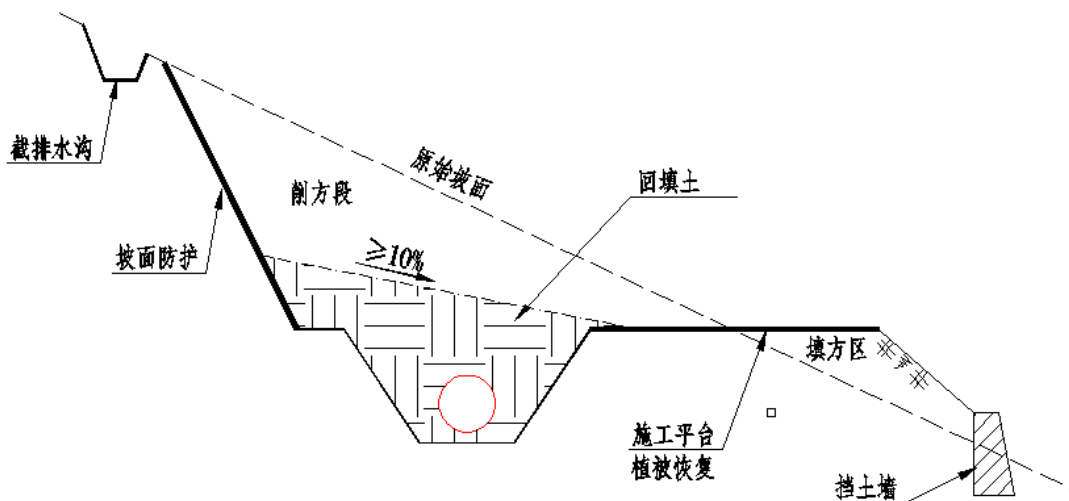 截排水沟
原始坡面
削方段
回填土
坡面防护
≥10%
填方区
施工平台
植被恢复
挡土墙